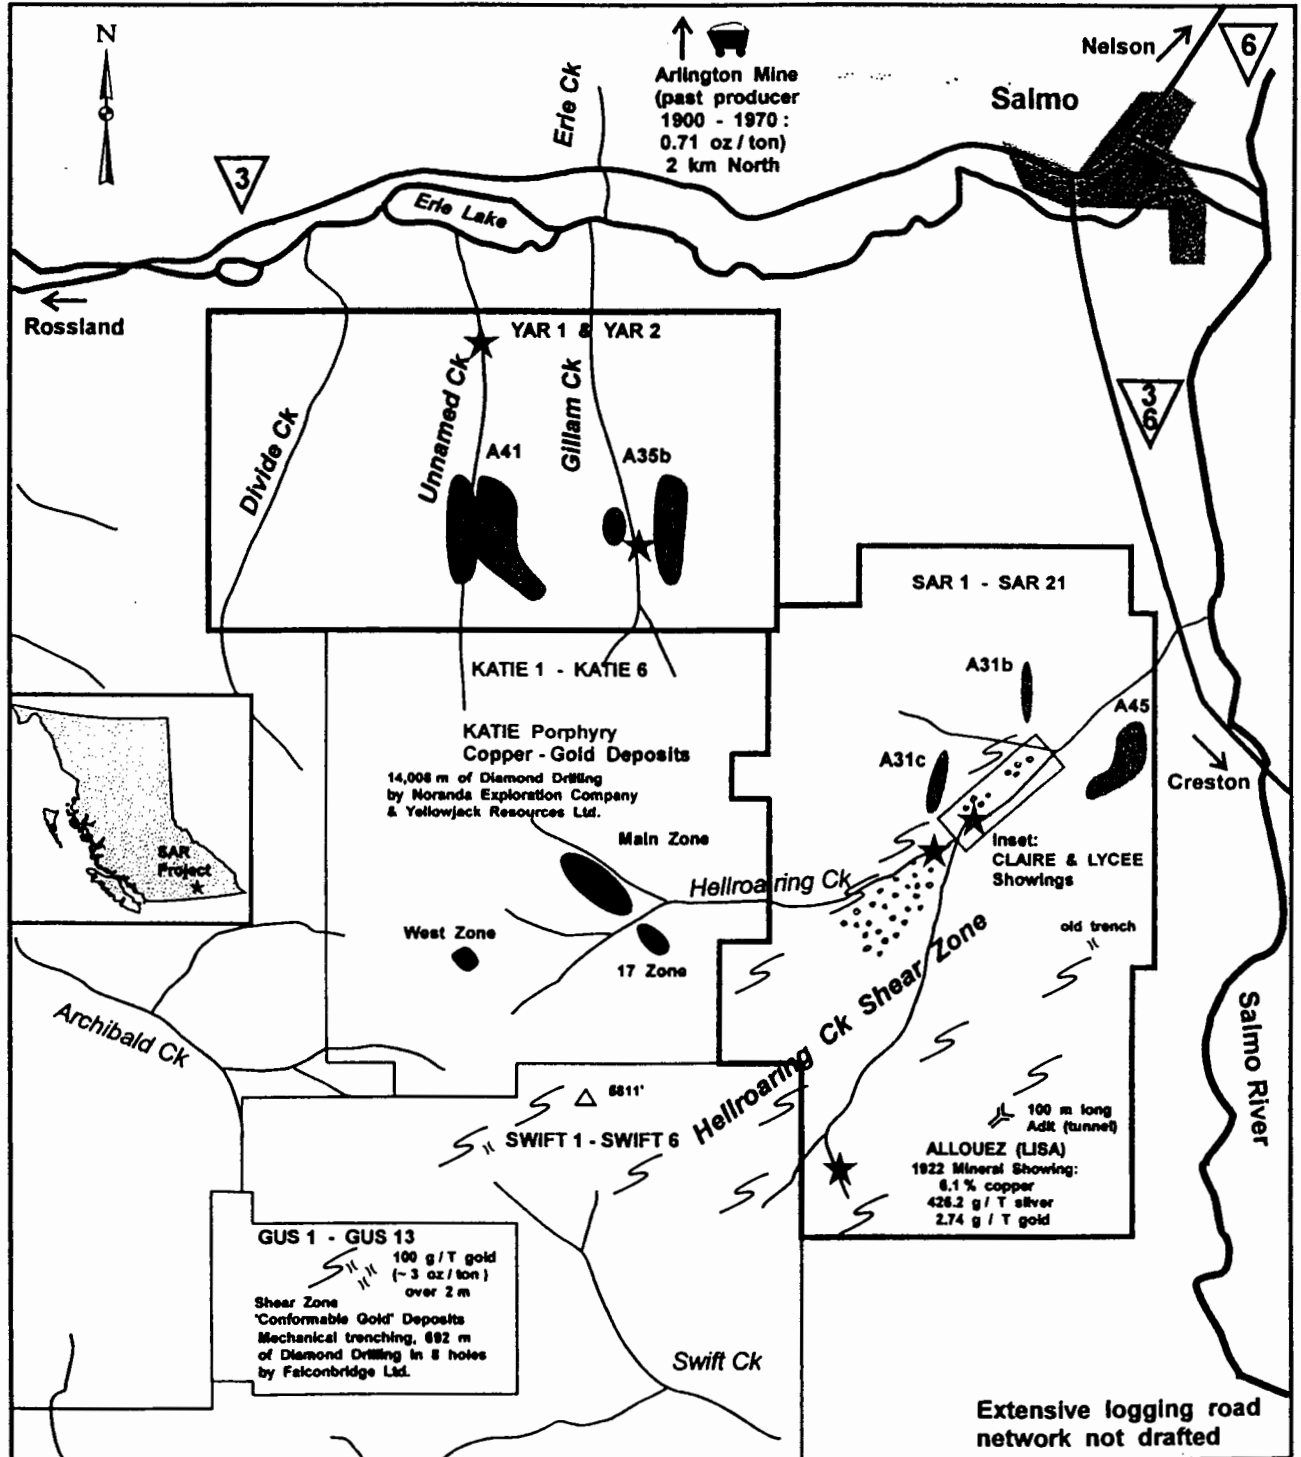 N
Nelson
6
Arlington Mine
(past producer
1900 - 1970 :
0.71 oz / ton)
2 km North
Erie Ck
Salmo
3
Erie Lake
Rossland
YAR 1 & YAR 2
Divide Ck
Unnamed Ck
Gillam Ck
A41
A35b
3
6
SAR 1 - SAR 21
KATIE 1 - KATIE 6
A31b
A45
KATIE Porphyry
Copper - Gold Deposits
14,008 m of Diamond Drilling
by Noranda Exploration Company
& Yellowjack Resources Ltd.
A31c
Creston
SAR
Project
Main Zone
Inset:
CLAIRE & LYCEE
Showings
Hellroaring Ck
West Zone
17 Zone
old trench
Archibald Ck
Hellroaring Ck Shear Zone
Salmo River
5811'
SWIFT 1 - SWIFT 6
100 m long
Adit (tunnel)
ALLOUEZ (LISA)
1922 Mineral Showing:
6.1 % copper
426.2 g / T silver
2.74 g / T gold
GUS 1 - GUS 13
100 g / T gold
(~ 3 oz / ton )
over 2 m
Shear Zone
'Conformable Gold' Deposits
Mechanical trenching, 692 m
of Diamond Drilling in 8 holes
by Falconbridge Ltd.
Swift Ck
Extensive logging road
network not drafted